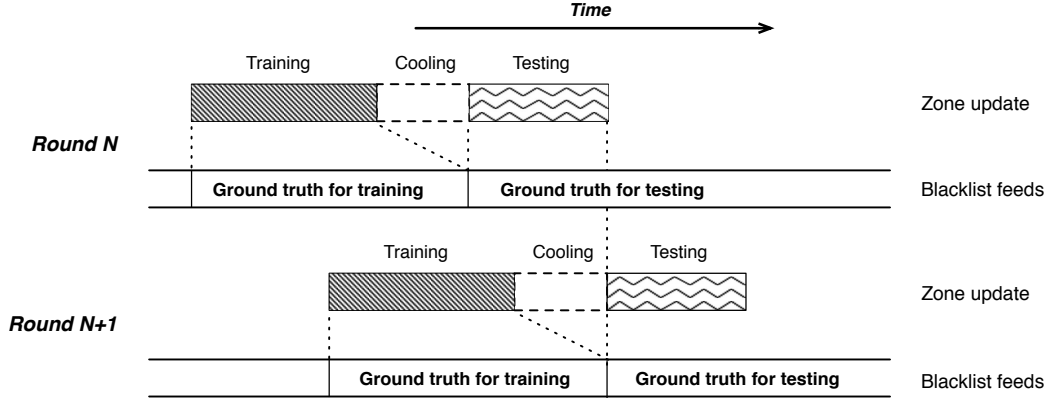 Time
Training Cooling Testing
Zone update
Round N
Ground truth for training Ground truth for testing Blacklist feeds
Training Cooling Testing
Zone update
Round N+1
Ground truth for training Ground truth for testing Blacklist feeds